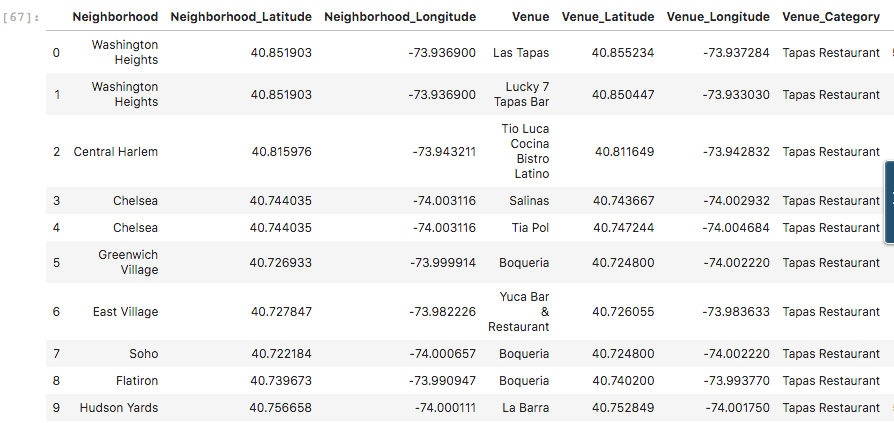 [67]: Neighborhood Neighborhood_Latitude Neighborhood_Longitude Venue Venue_Latitude Venue_Longitude Venue_Category
0 Washington Heights 40.851903 -73.936900 Las Tapas 40.855234 -73.937284 Tapas Restaurant
1 Washington Heights 40.851903 -73.936900 Lucky 7 Tapas Bar 40.850447 -73.933030 Tapas Restaurant
2 Central Harlem 40.815976 -73.943211 Tio Luca Cocina Bistro Latino 40.811649 -73.942832 Tapas Restaurant
3 Chelsea 40.744035 -74.003116 Salinas 40.743667 -74.002932 Tapas Restaurant
4 Chelsea 40.744035 -74.003116 Tia Pol 40.747244 -74.004684 Tapas Restaurant
5 Greenwich Village 40.726933 -73.999914 Boqueria 40.724800 -74.002220 Tapas Restaurant
6 East Village 40.727847 -73.982226 Yuca Bar & Restaurant 40.726055 -73.983633 Tapas Restaurant
7 Soho 40.722184 -74.000657 Boqueria 40.724800 -74.002220 Tapas Restaurant
8 Flatiron 40.739673 -73.990947 Boqueria 40.740200 -73.993770 Tapas Restaurant
9 Hudson Yards 40.756658 -74.000111 La Barra 40.752849 -74.001750 Tapas Restaurant